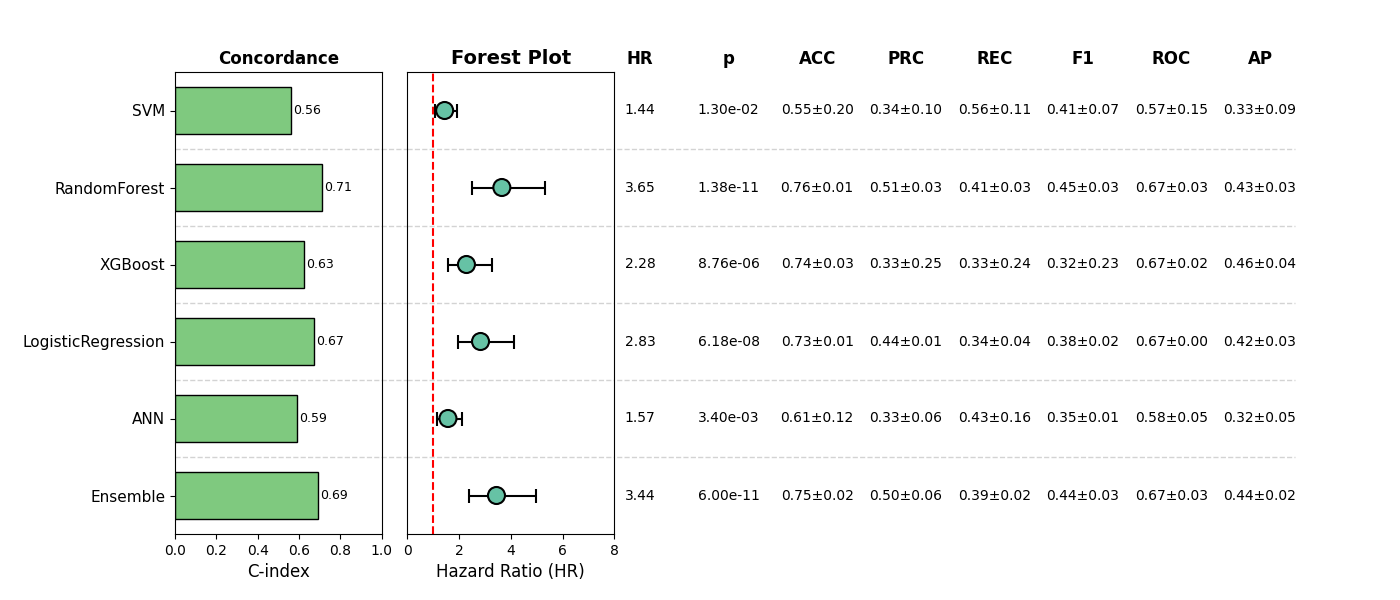 Concordance Forest Plot HR p ACC PRC REC F1 ROC AP
SVM 0.56 1.44 1.30e-02 0.55±0.20 0.34±0.10 0.56±0.11 0.41±0.07 0.57±0.15 0.33±0.09
RandomForest 0.71 3.65 1.38e-11 0.76±0.01 0.51±0.03 0.41±0.03 0.45±0.03 0.67±0.03 0.43±0.03
XGBoost 0.63 2.28 8.76e-06 0.74±0.03 0.33±0.25 0.33±0.24 0.32±0.23 0.67±0.02 0.46±0.04
LogisticRegression 0.67 2.83 6.18e-08 0.73±0.01 0.44±0.01 0.34±0.04 0.38±0.02 0.67±0.00 0.42±0.03
ANN 0.59 1.57 3.40e-03 0.61±0.12 0.33±0.06 0.43±0.16 0.35±0.01 0.58±0.05 0.32±0.05
Ensemble 0.69 3.44 6.00e-11 0.75±0.02 0.50±0.06 0.39±0.02 0.44±0.03 0.67±0.03 0.44±0.02
0.0 0.2 0.4 0.6 0.8 1.0 0 2 4 6 8
C-index Hazard Ratio (HR)